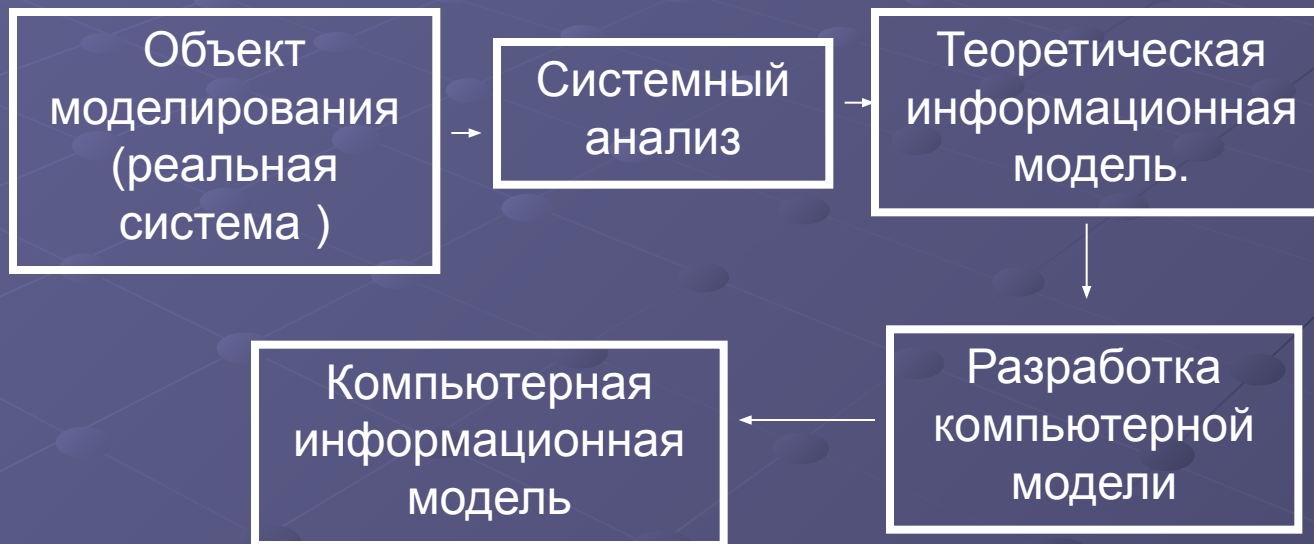 Объект
моделирования
(реальная
система )
Системный
анализ
Теоретическая
информационная
модель.
Разработка
компьютерной
модели
Компьютерная
информационная
модель